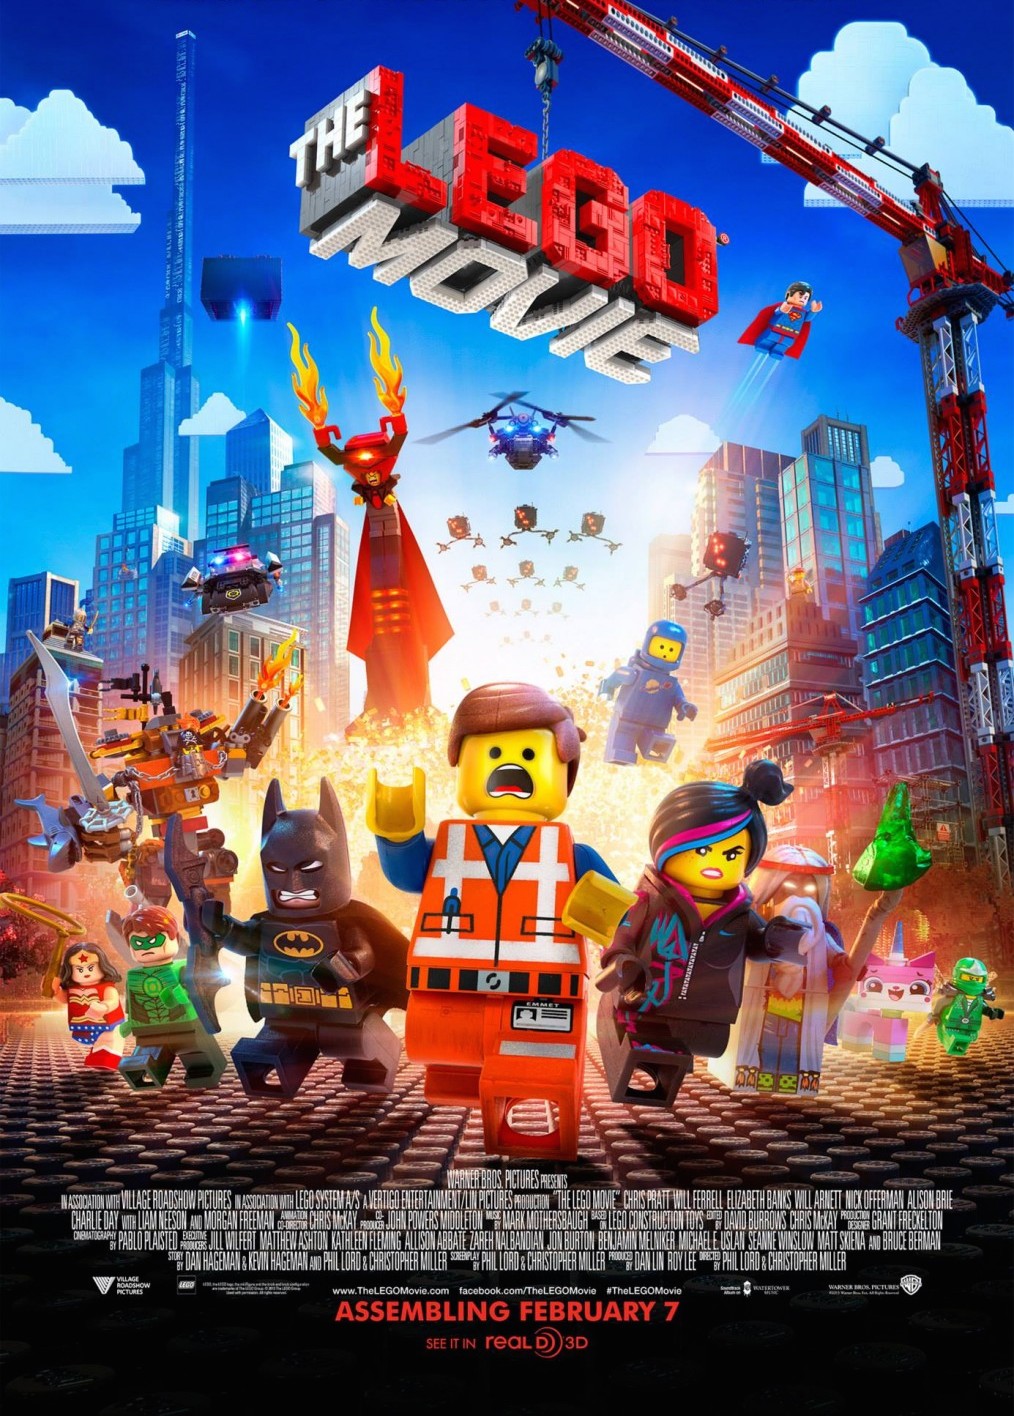 THE
LEGO
MOVIE
EMMET
WARNER BROS. PICTURES PRESENTS
IN ASSOCIATION WITH VILLAGE ROADSHOW PICTURES IN ASSOCIATION WITH LEGO SYSTEM A/S A VERTIGO ENTERTAINMENT/LIN PICTURES PRODUCTION "THE LEGO MOVIE" CHRIS PRATT WILL FERRELL ELIZABETH BANKS WILL ARNETT NICK OFFERMAN ALISON BRIE
CHARLIE DAY WITH LIAM NEESON AND MORGAN FREEMAN ANIMATION CO-DIRECTOR CHRIS McKAY CO-PRODUCER JOHN POWERS MIDDLETON MUSIC BY MARK MOTHERSBAUGH BASED ON LEGO CONSTRUCTION TOYS EDITED BY DAVID BURROWS CHRIS McKAY PRODUCTION DESIGNER GRANT FRECKELTON
CINEMATOGRAPHY BY PABLO PLAISTED EXECUTIVE PRODUCERS JILL WILFERT MATTHEW ASHTON KATHLEEN FLEMING ALLISON ABBATE ZAREH NALBANDIAN JON BURTON BENJAMIN MELNIKER MICHAEL E. USLAN SEANNE WINSLOW MATT SKIENA AND BRUCE BERMAN
STORY BY DAN HAGEMAN & KEVIN HAGEMAN AND PHIL LORD & CHRISTOPHER MILLER SCREENPLAY BY PHIL LORD & CHRISTOPHER MILLER PRODUCED BY DAN LIN ROY LEE DIRECTED BY PHIL LORD & CHRISTOPHER MILLER
VILLAGE ROADSHOW PICTURES
LEGO
www.TheLEGOMovie.com facebook.com/TheLEGOMovie #TheLEGOMovie
Soundtrack Album on WATERTOWER MUSIC
WARNER BROS. PICTURES
ASSEMBLING FEBRUARY 7
SEE IT IN REAL D 3D